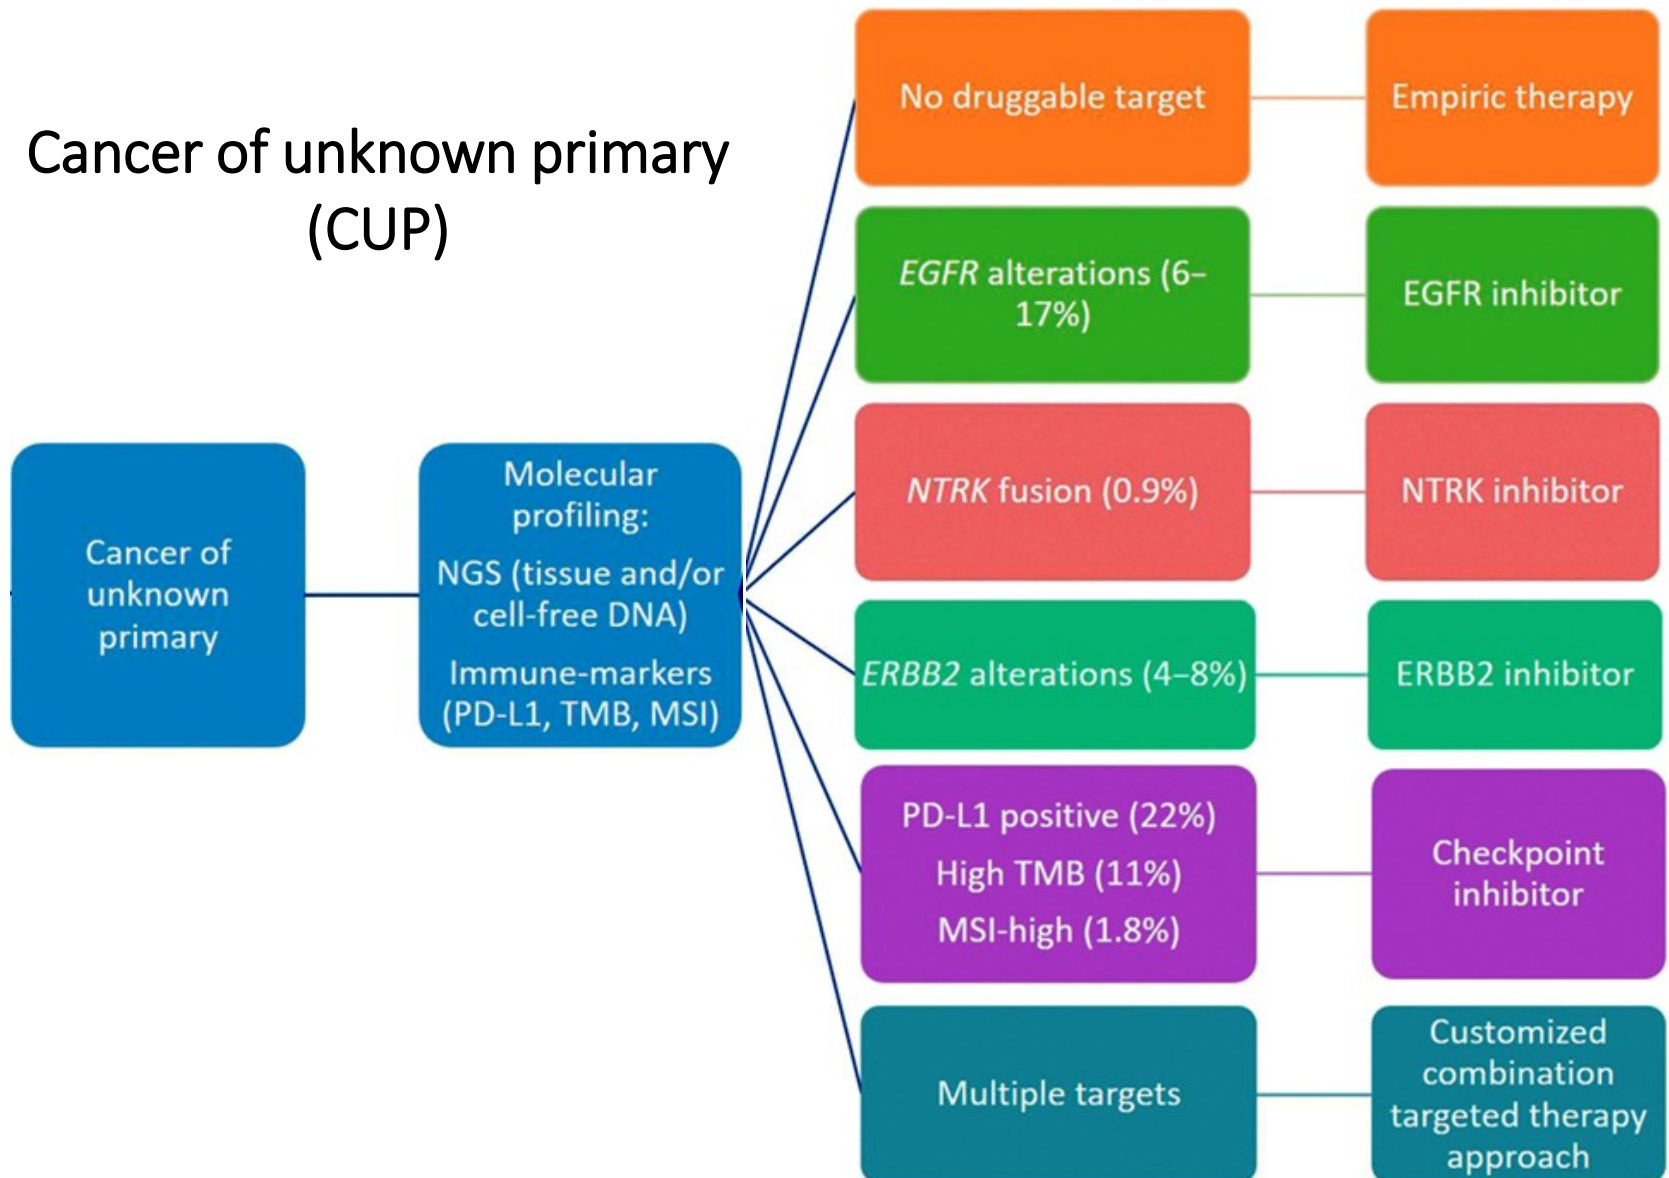 Cancer of unknown primary
(CUP)
Cancer of
unknown
primary
Molecular
profiling:
NGS (tissue and/or
cell-free DNA)
Immune-markers
(PD-L1, TMB, MSI)
No druggable target
Empiric therapy
EGFR alterations (6–
17%)
EGFR inhibitor
NTRK fusion (0.9%)
NTRK inhibitor
ERBB2 alterations (4–8%)
ERBB2 inhibitor
PD-L1 positive (22%)
High TMB (11%)
MSI-high (1.8%)
Checkpoint
inhibitor
Multiple targets
Customized
combination
targeted therapy
approach